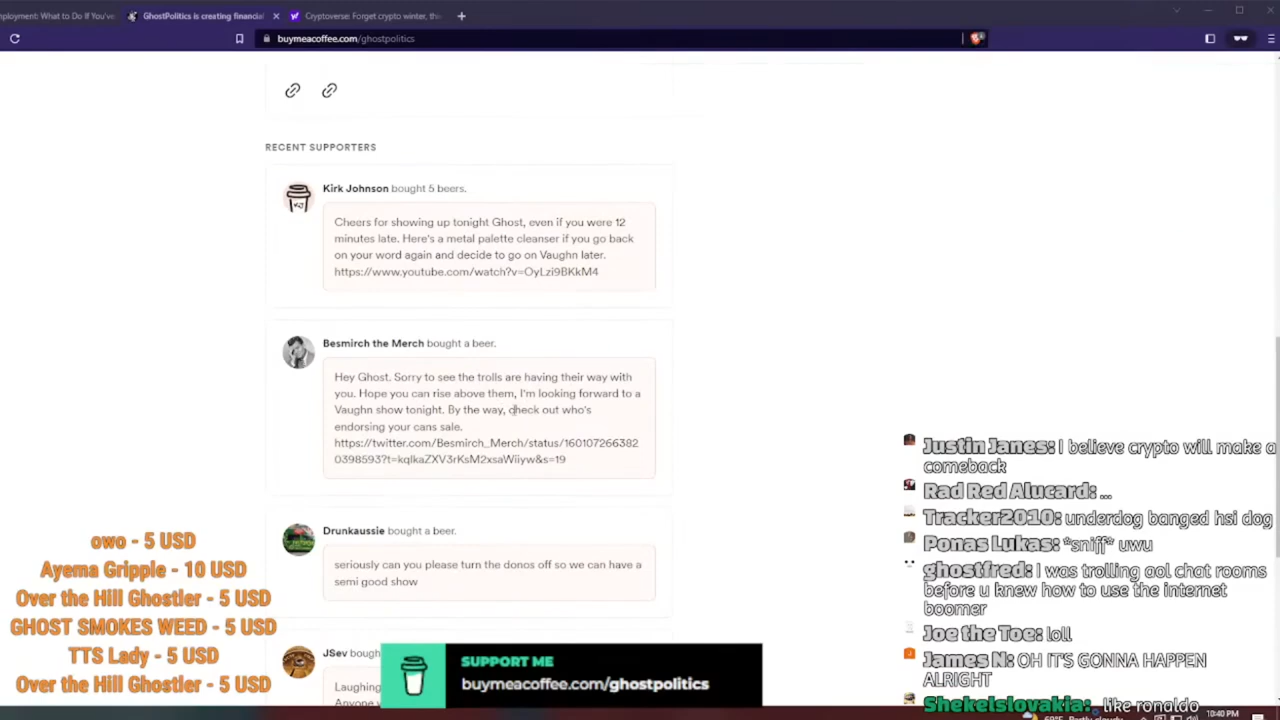 mployment: What to Do If You've
GhostPolitics is creating financial
Cryptoverse: Forget crypto winter, thi
buymeacoffee.com/ghostpolitics
RECENT SUPPORTERS
Kirk Johnson bought 5 beers.
Cheers for showing up tonight Ghost, even if you were 12
minutes late. Here's a metal palette cleanser if you go back
on your word again and decide to go on Vaughn later.
https://www.youtube.com/watch?v=OyLzi9BKkM4
Besmirch the Merch bought a beer.
Hey Ghost. Sorry to see the trolls are having their way with
you. Hope you can rise above them, I'm looking forward to a
Vaughn show tonight. By the way, check out who's
endorsing your cans sale.
https://twitter.com/Besmirch_Merch/status/160107266382
0398593?t=kqlkaZXV3rKsM2xsaWiiyw&s=19
Drunkaussie bought a beer.
seriously can you please turn the donos off so we can have a
semi good show
JSev bough
Laughing
Anyone
SUPPORT ME
buymeacoffee.com/ghostpolitics
owo - 5 USD
Ayema Gripple - 10 USD
Over the Hill Ghostler - 5 USD
GHOST SMOKES WEED - 5 USD
TTS Lady - 5 USD
Over the Hill Ghostler - 5 USD
Justin Janes: I believe crypto will make a
comeback
Rad Red Alucard: ...
Tracker2010: underdog banged hsi dog
Ponas Lukas: *sniff* uwu
ghostfred: I was trolling aol chat rooms
before u knew how to use the internet
boomer
Joe the Toe: loll
James N: OH IT'S GONNA HAPPEN
ALRIGHT
Shekelslovakia: like ronaldo
69°F Partly cloudy
10:40 PM